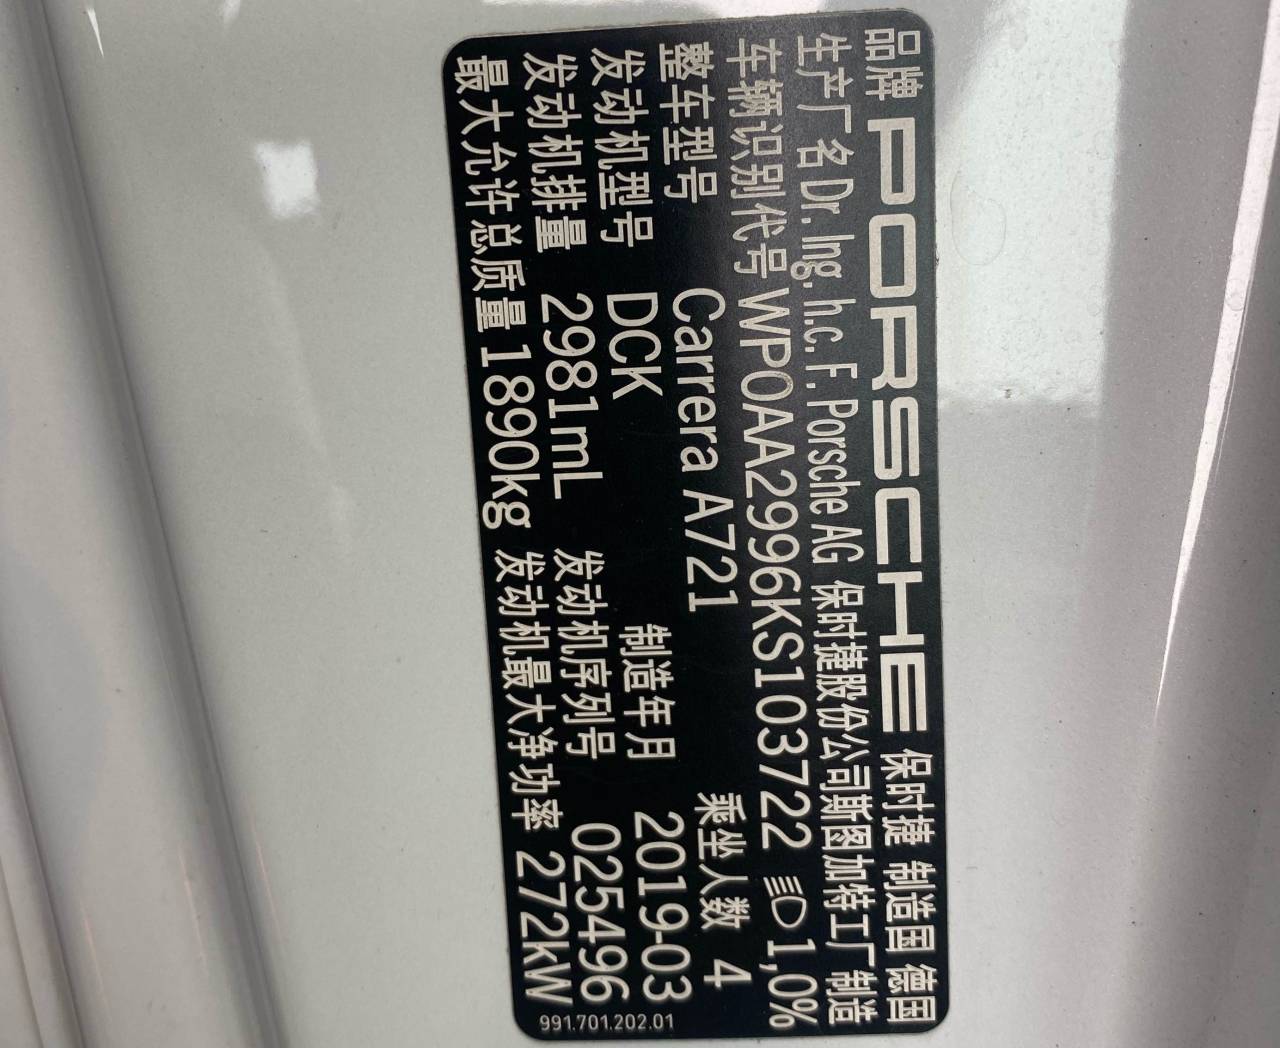 品牌 PORSCHE 保时捷 制造国 德国
生产厂名 Dr. Ing. h.c. F. Porsche AG 保时捷股份公司斯图加特工厂 制造
车辆识别代号 WP0AA2996KS103722 1,0%
整车型号 Carrera A721 乘坐人数 4
发动机型号 DCK 制造年月 2019-03
发动机排量 2981mL 发动机序列号 025496
最大允许总质量 1890kg 发动机最大净功率 272kW
991.701.202.01